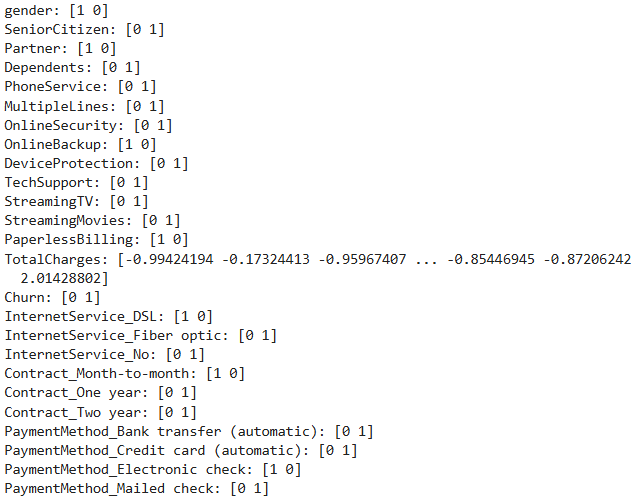 gender: [1 0]
SeniorCitizen: [0 1]
Partner: [1 0]
Dependents: [0 1]
PhoneService: [0 1]
MultipleLines: [0 1]
OnlineSecurity: [0 1]
OnlineBackup: [1 0]
DeviceProtection: [0 1]
TechSupport: [0 1]
StreamingTV: [0 1]
StreamingMovies: [0 1]
PaperlessBilling: [1 0]
TotalCharges: [-0.99424194 -0.17324413 -0.95967407 ... -0.85446945 -0.87206242
2.01428802]
Churn: [0 1]
InternetService_DSL: [1 0]
InternetService_Fiber optic: [0 1]
InternetService_No: [0 1]
Contract_Month-to-month: [1 0]
Contract_One year: [0 1]
Contract_Two year: [0 1]
PaymentMethod_Bank transfer (automatic): [0 1]
PaymentMethod_Credit card (automatic): [0 1]
PaymentMethod_Electronic check: [1 0]
PaymentMethod_Mailed check: [0 1]